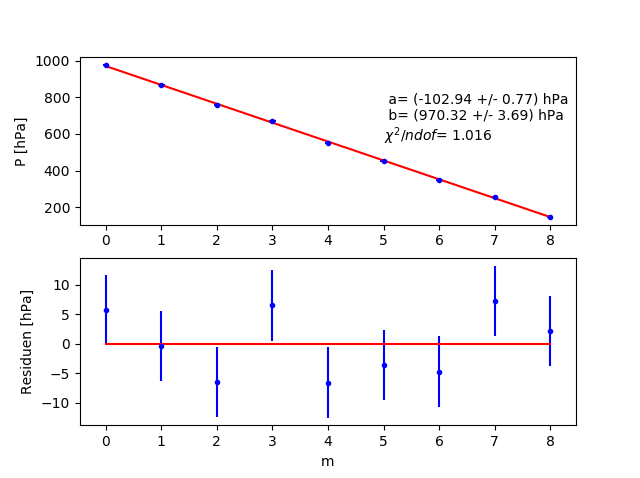 1000
800
600
400
200
P [hPa]
a= (-102.94 +/- 0.77) hPa
b= (970.32 +/- 3.69) hPa
χ²/ndof= 1.016
0 1 2 3 4 5 6 7 8
10
5
0
−5
−10
Residuen [hPa]
0 1 2 3 4 5 6 7 8
m